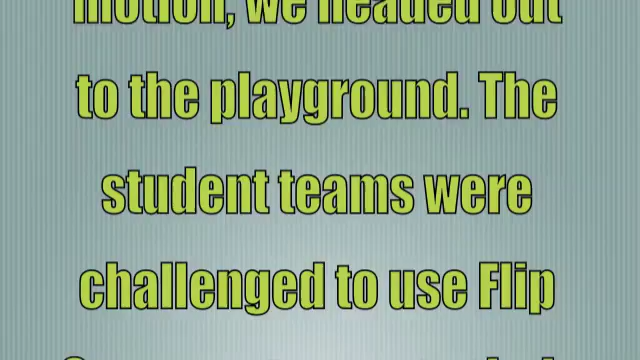 motion, we headed out
to the playground. The
student teams were
challenged to use Flip